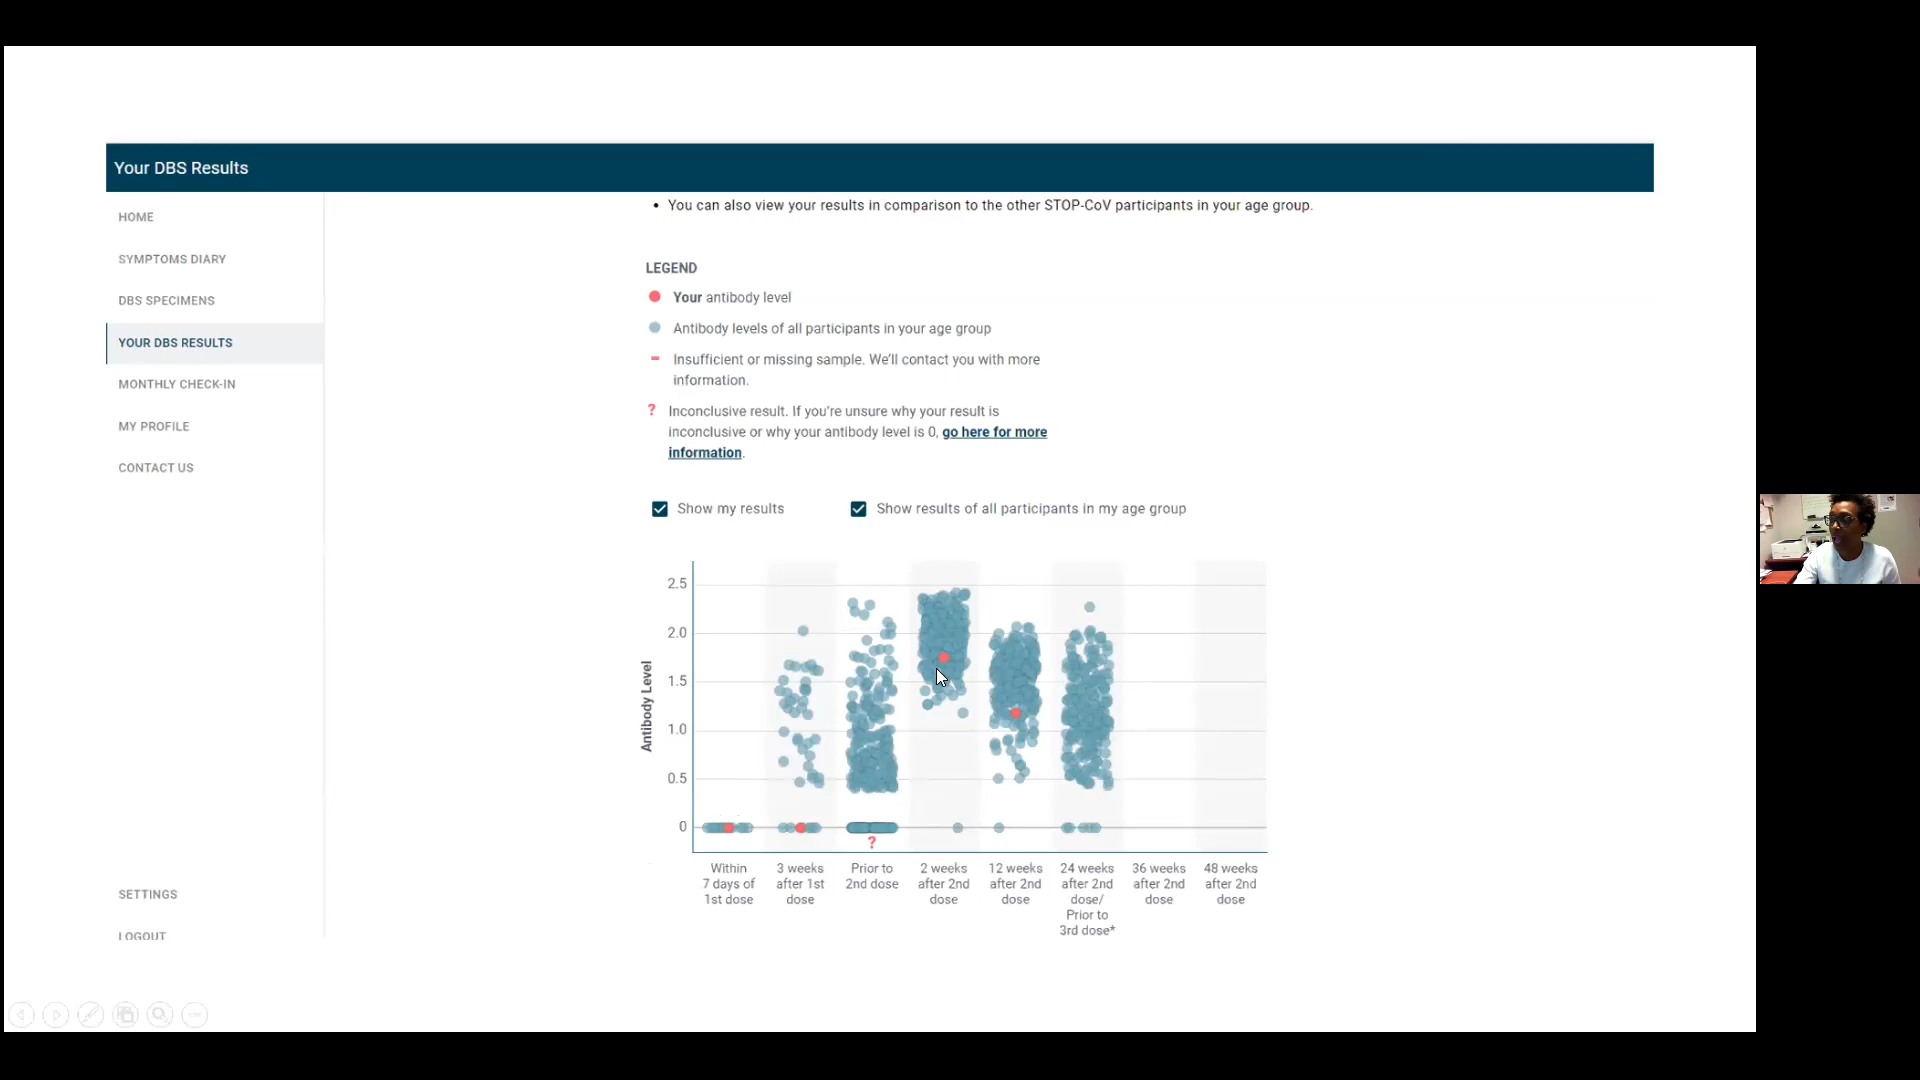 Your DBS Results
HOME
SYMPTOMS DIARY
DBS SPECIMENS
YOUR DBS RESULTS
MONTHLY CHECK-IN
MY PROFILE
CONTACT US
SETTINGS
LOGOUT
• You can also view your results in comparison to the other STOP-CoV participants in your age group.
LEGEND
Your antibody level
Antibody levels of all participants in your age group
- Insufficient or missing sample. We'll contact you with more
information.
? Inconclusive result. If you're unsure why your result is
inconclusive or why your antibody level is 0, go here for more
information.
Show my results
Show results of all participants in my age group
Antibody Level
2.5
2.0
1.5
1.0
0.5
0
?
Within
7 days of
1st dose
3 weeks
after 1st
dose
Prior to
2nd dose
2 weeks
after 2nd
dose
12 weeks
after 2nd
dose
24 weeks
after 2nd
dose/
Prior to
3rd dose*
36 weeks
after 2nd
dose
48 weeks
after 2nd
dose